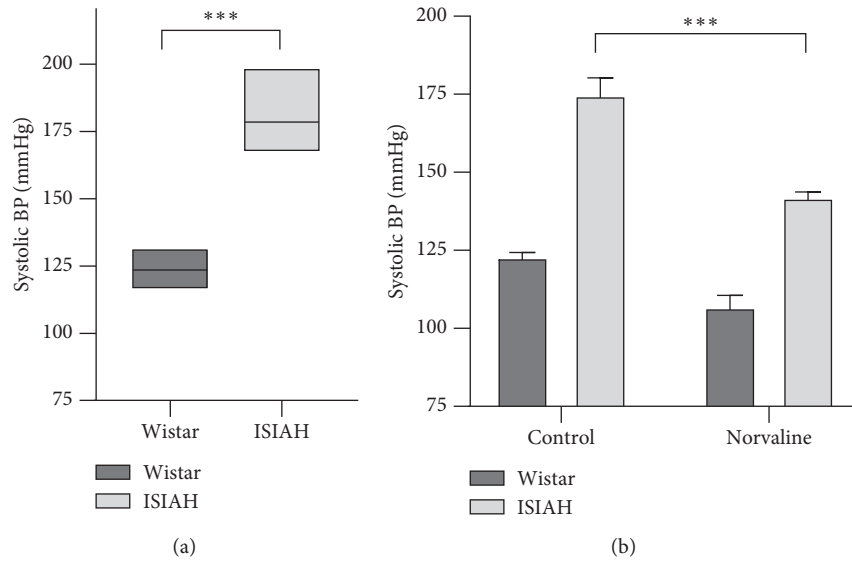 ***
200
175
150
125
100
75
Systolic BP (mmHg)
Wistar
ISIAH
Wistar
ISIAH
(a)
***
200
175
150
125
100
75
Systolic BP (mmHg)
Control
Norvaline
Wistar
ISIAH
(b)